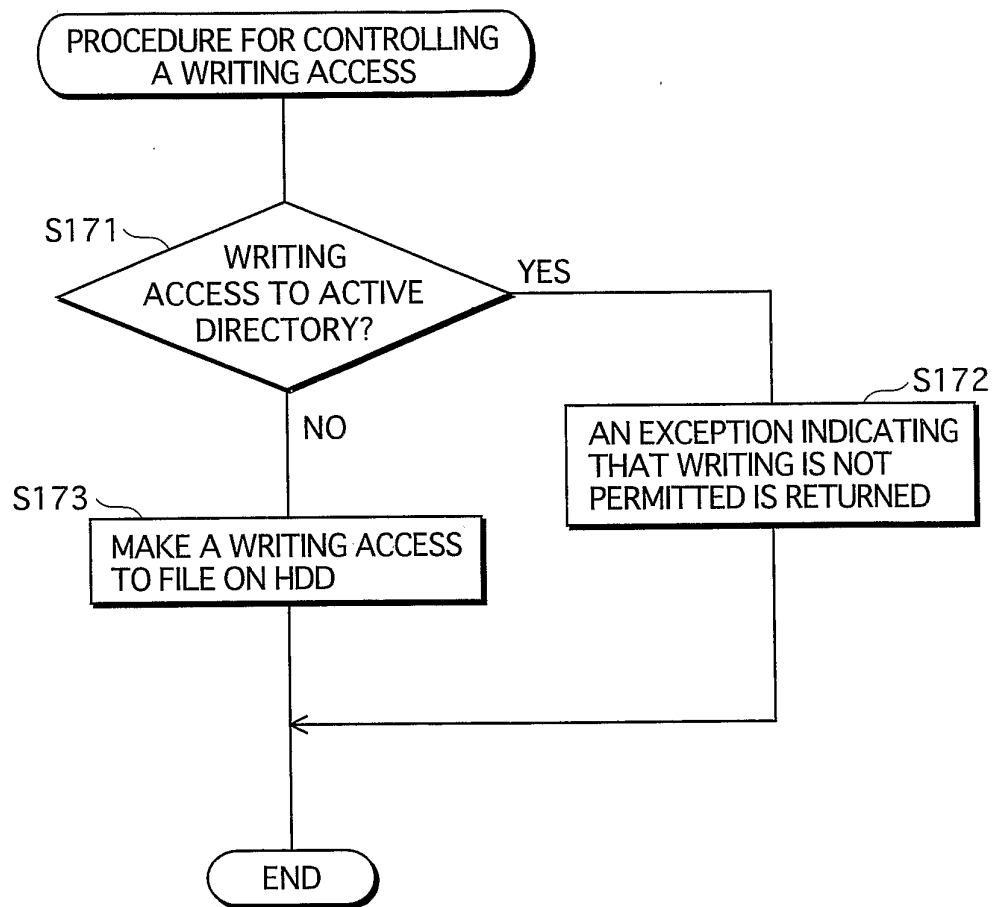 PROCEDURE FOR CONTROLLING
A WRITING ACCESS
S171
WRITING
ACCESS TO ACTIVE
DIRECTORY?
YES
S172
AN EXCEPTION INDICATING
THAT WRITING IS NOT
PERMITTED IS RETURNED
NO
S173
MAKE A WRITING ACCESS
TO FILE ON HDD
END